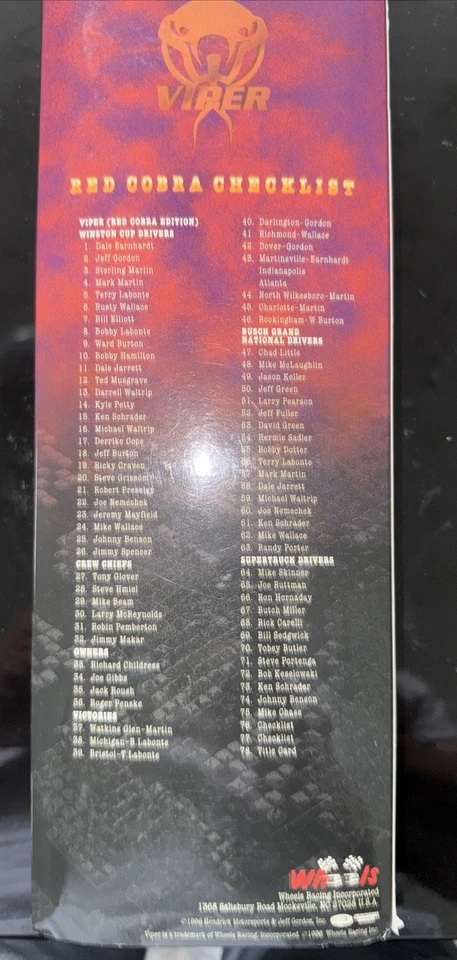 VIPER
RED COBRA CHECKLIST
VIPER (RED COBRA EDITION)
WINSTON CUP DRIVERS
1. Dale Earnhardt
2. Jeff Gordon
3. Sterling Marlin
4. Mark Martin
5. Terry Labonte
6. Rusty Wallace
7. Bill Elliott
8. Bobby Labonte
9. Ward Burton
10. Bobby Hamilton
11. Dale Jarrett
12. Ted Musgrave
13. Darrell Waltrip
14. Kyle Petty
15. Ken Schrader
16. Michael Waltrip
17. Derrike Cope
18. Jeff Burton
19. Ricky Craven
20. Steve Grissom
21. Robert Pressley
22. Joe Nemechek
23. Jeremy Mayfield
24. Mike Wallace
25. Johnny Benson
26. Jimmy Spencer
CREW CHIEFS
27. Tony Glover
28. Steve Hmiel
29. Mike Beam
30. Larry McReynolds
31. Robin Pemberton
32. Jimmy Makar
OWNERS
33. Richard Childress
34. Joe Gibbs
35. Jack Roush
36. Roger Penske
VICTORIES
37. Watkins Glen-Martin
38. Michigan-B Labonte
39. Bristol-T Labonte
40. Darlington-Gordon
41. Richmond-Wallace
42. Dover-Gordon
43. Martinsville-Earnhardt
Indianapolis
Atlanta
44. North Wilkesboro-Martin
45. Charlotte-Martin
46. Rockingham-W.Burton
BUSCH GRAND
NATIONAL DRIVERS
47. Chad Little
48. Mike McLaughlin
49. Jason Keller
50. Jeff Green
51. Larry Pearson
52. Jeff Fuller
53. David Green
54. Hermie Sadler
55. Bobby Dotter
56. Terry Labonte
57. Mark Martin
58. Dale Jarrett
59. Michael Waltrip
60. Joe Nemechek
61. Ken Schrader
62. Mike Wallace
63. Randy Porter
SUPERTRUCK DRIVERS
64. Mike Skinner
65. Joe Ruttman
66. Ron Hornaday
67. Butch Miller
68. Rick Carelli
69. Bill Sedgwick
70. Tobey Butler
71. Steve Portenga
72. Bob Keselowski
73. Ken Schrader
74. Johnny Benson
75. Mike Chase
76. Checklist
77. Checklist
78. Title Card
Wheels
Wheels Racing Incorporated
1368 Salisbury Road Mocksville, NC 27028 U.S.A
©1996 Hendrick Motorsports & Jeff Gordon, Inc.
Viper is trademark of Wheels Racing Incorporated ©1996 Wheels Racing Inc